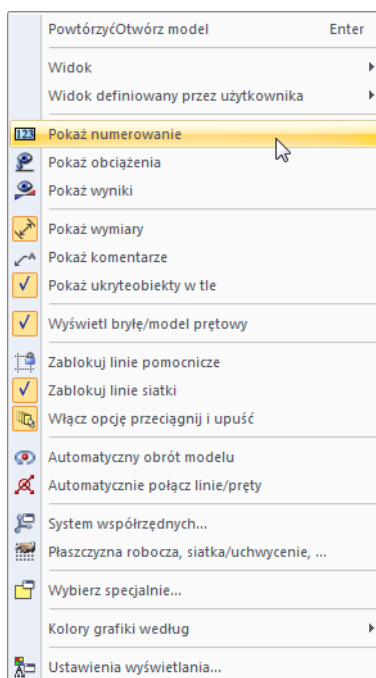 PowtórzyćOtwórz model Enter
Widok
Widok definiowany przez użytkownika
123 Pokaż numerowanie
Pokaż obciążenia
Pokaż wyniki
Pokaż wymiary
A Pokaż komentarze
Pokaż ukryteobiekty w tle
Wyświetl bryłę/model prętowy
Zablokuj linie pomocnicze
Zablokuj linie siatki
Włącz opcję przeciągnij i upuść
Automatyczny obrót modelu
Automatycznie połącz linie/pręty
System współrzędnych...
Płaszczyzna robocza, siatka/uchwycenie, ...
Wybierz specjalnie...
Kolory grafiki według
A Ustawienia wyświetlania...